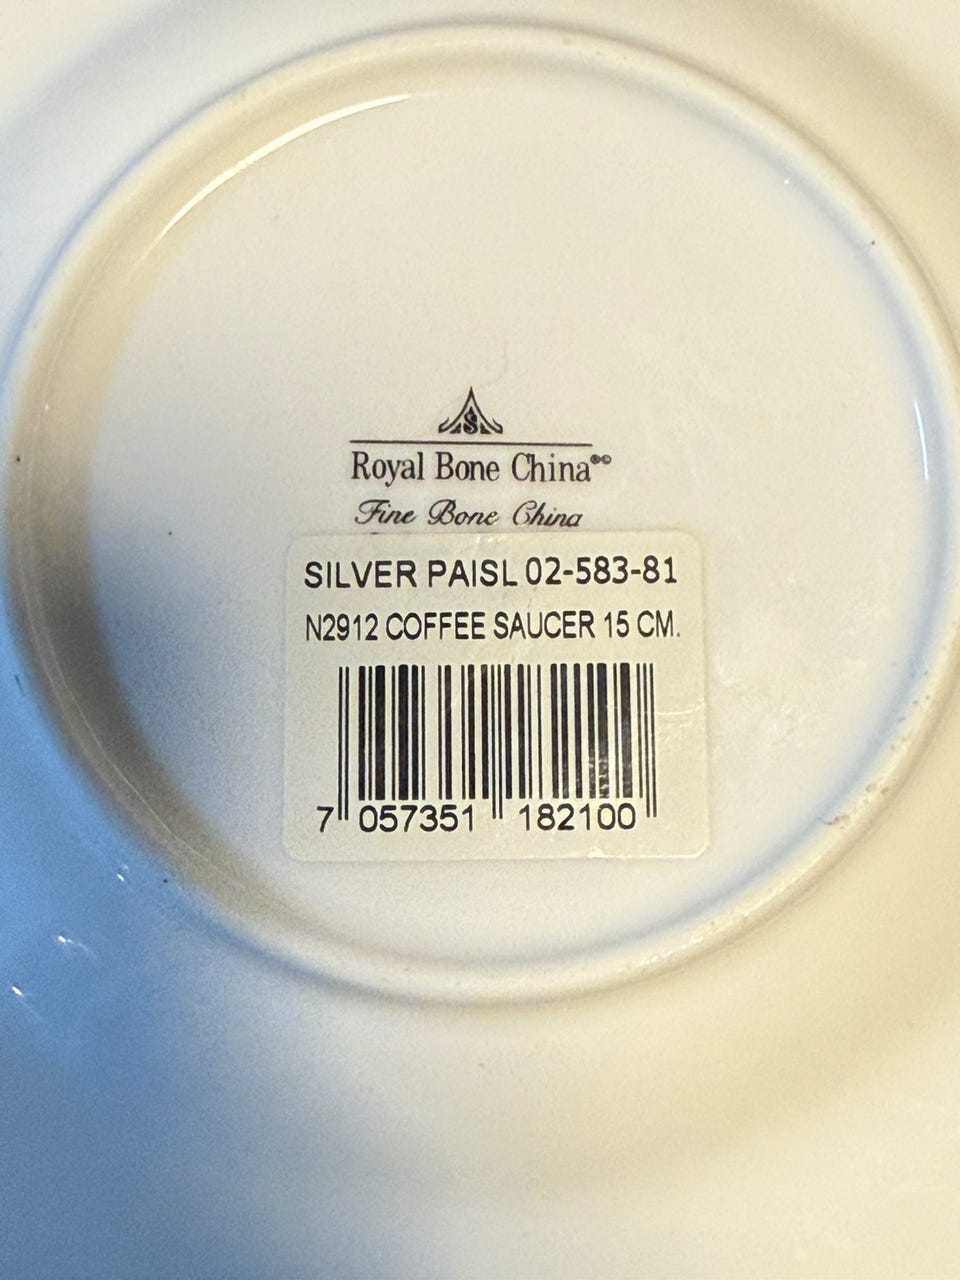 Royal Bone China
Fine Bone China
SILVER PAISL 02-583-81
N2912 COFFEE SAUCER 15 CM.
7 057351 182100